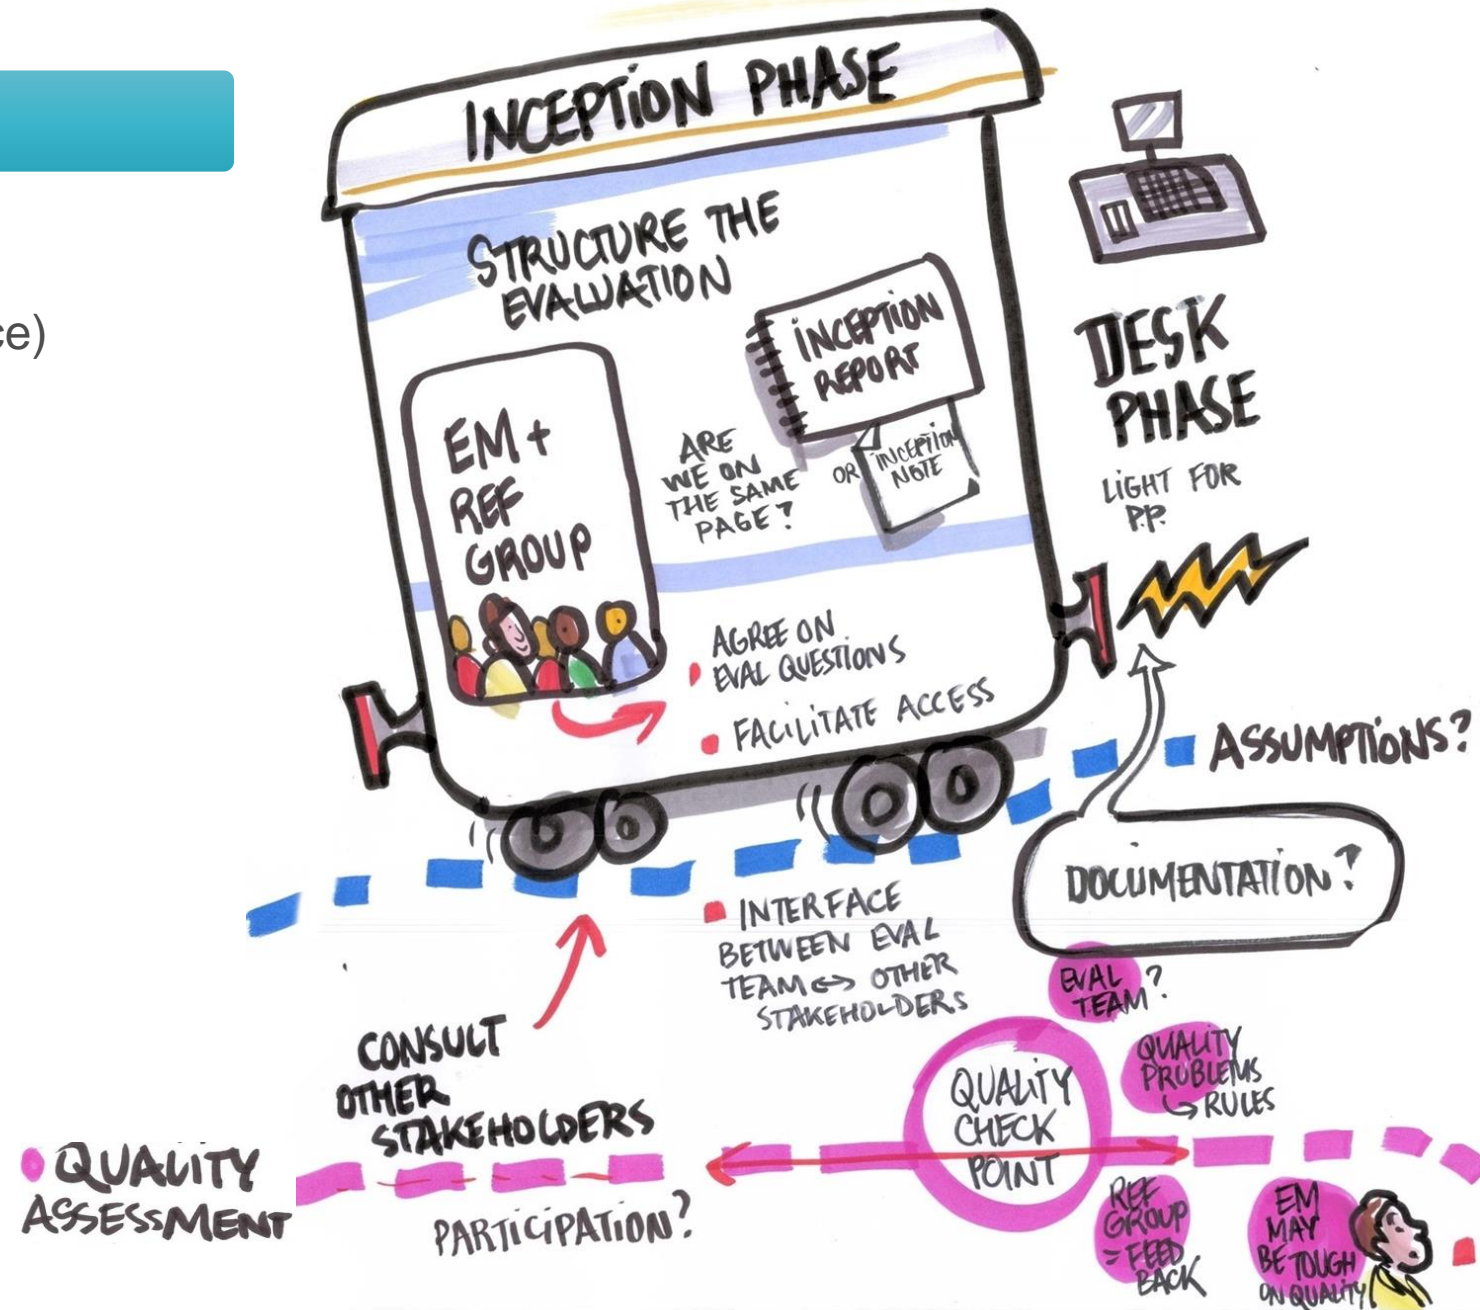 INCEPTION PHASE
STRUCTURE THE
EVALUATION
ce)
INCEPTION
REPORT
OR
INCEPTION
NOTE
EM +
REF
GROUP
ARE
WE ON
THE SAME
PAGE?
AGREE ON
EVAL QUESTIONS
FACILITATE ACCESS
DESK
PHASE
LIGHT FOR
P.P.
ASSUMPTIONS?
DOCUMENTATION?
INTERFACE
BETWEEN EVAL
TEAM <-> OTHER
STAKEHOLDERS
CONSULT
OTHER
STAKEHOLDERS
EVAL
TEAM?
QUALITY
PROBLEMS
↳ RULES
QUALITY
CHECK
POINT
QUALITY
ASSESSMENT
PARTICIPATION?
REF
GROUP
= FEED
BACK
EM
MAY
BE TOUGH
ON QUALITY